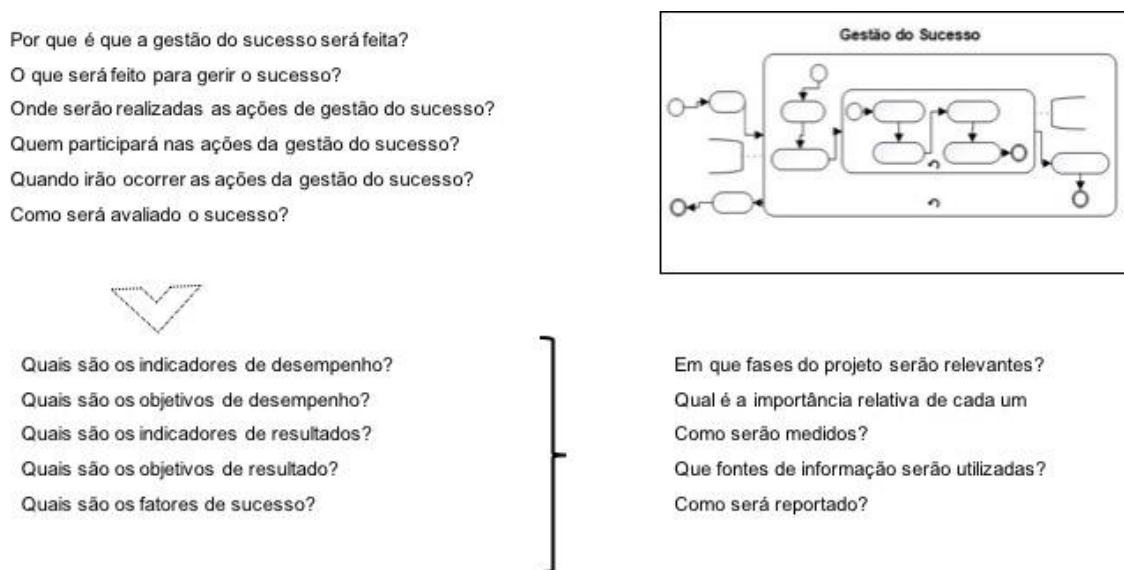 Por que é que a gestão do sucesso será feita?
O que será feito para gerir o sucesso?
Onde serão realizadas as ações de gestão do sucesso?
Quem participará nas ações da gestão do sucesso?
Quando irão ocorrer as ações da gestão do sucesso?
Como será avaliado o sucesso?
Gestão do Sucesso
Quais são os indicadores de desempenho?
Quais são os objetivos de desempenho?
Quais são os indicadores de resultados?
Quais são os objetivos de resultado?
Quais são os fatores de sucesso?
Em que fases do projeto serão relevantes?
Qual é a importância relativa de cada um
Como serão medidos?
Que fontes de informação serão utilizadas?
Como será reportado?